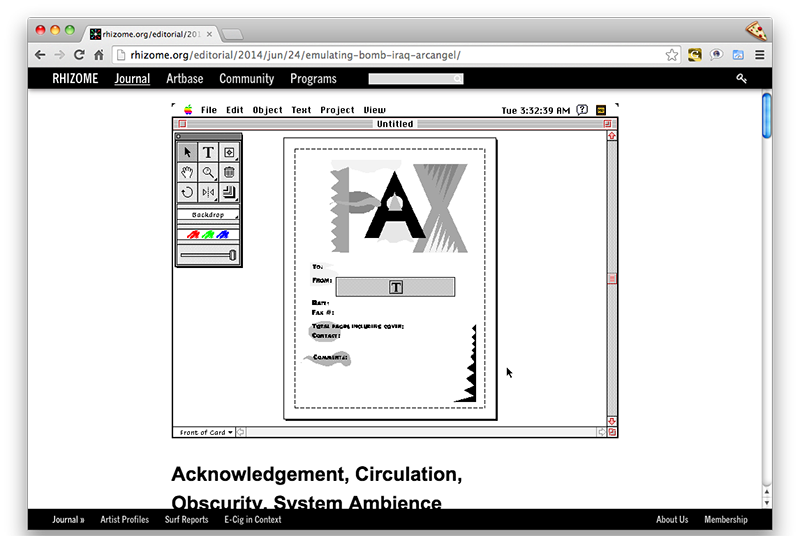 rhizome.org/editorial/201
rhizome.org/editorial/2014/jun/24/emulating-bomb-iraq-arcangel/
RHIZOME Journal Artbase Community Programs
File Edit Object Text Project View Tue 3:32:39 AM
Untitled
T
Backdrop
FAX
TO:
FROM:
T
DATE:
FAX #:
TOTAL PAGES INCLUDING COVER:
CONTACT:
COMMENTS:
Front of Card
Acknowledgement, Circulation,
Obscurity, System Ambience
Journal » Artist Profiles Surf Reports E-Cig in Context About Us Membership